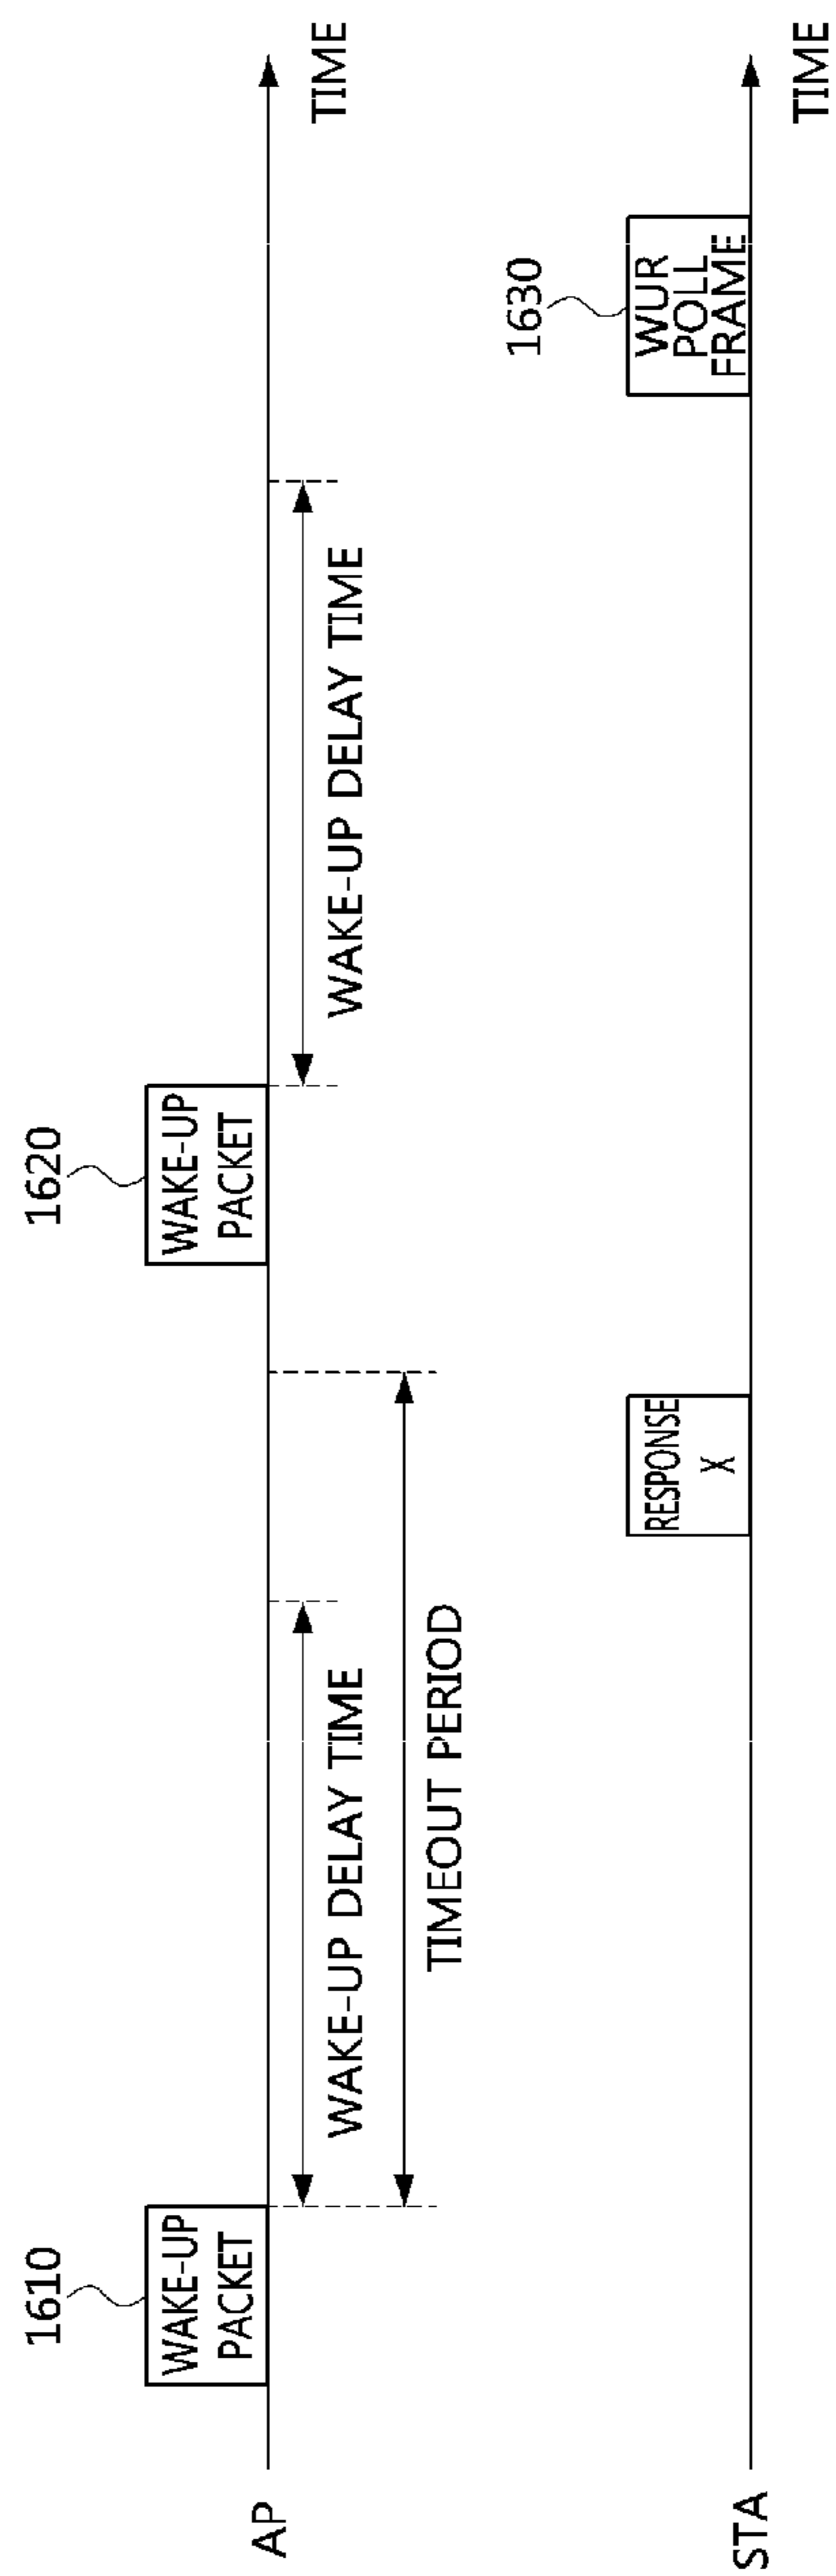 1610
1620
WAKE-UP
PACKET
WAKE-UP
PACKET
AP
TIME
WAKE-UP DELAY TIME
WAKE-UP DELAY TIME
TIMEOUT PERIOD
1630
RESPONSE
X
WUR
POLL
FRAME
STA
TIME